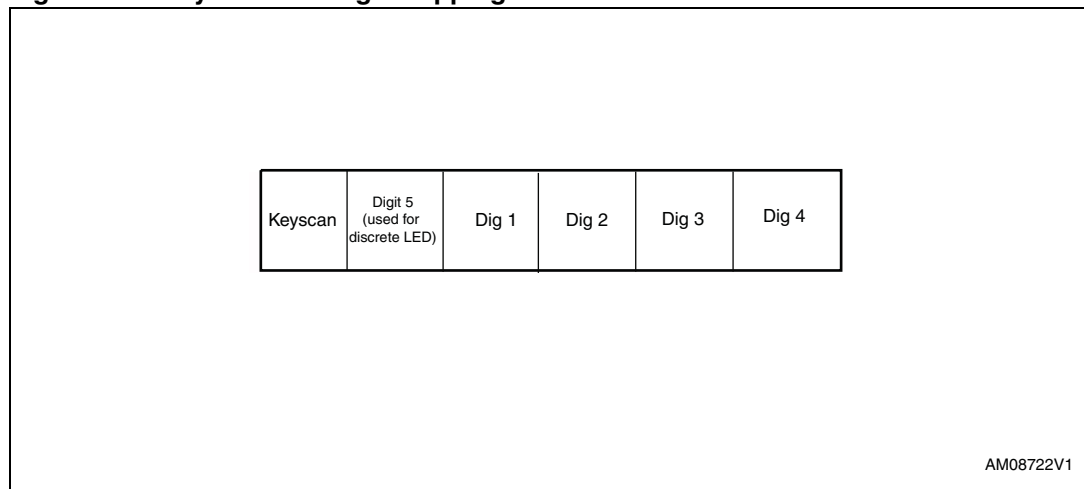 Keyscan
Digit 5
(used for
discrete LED)
Dig 1
Dig 2
Dig 3
Dig 4
AM08722V1